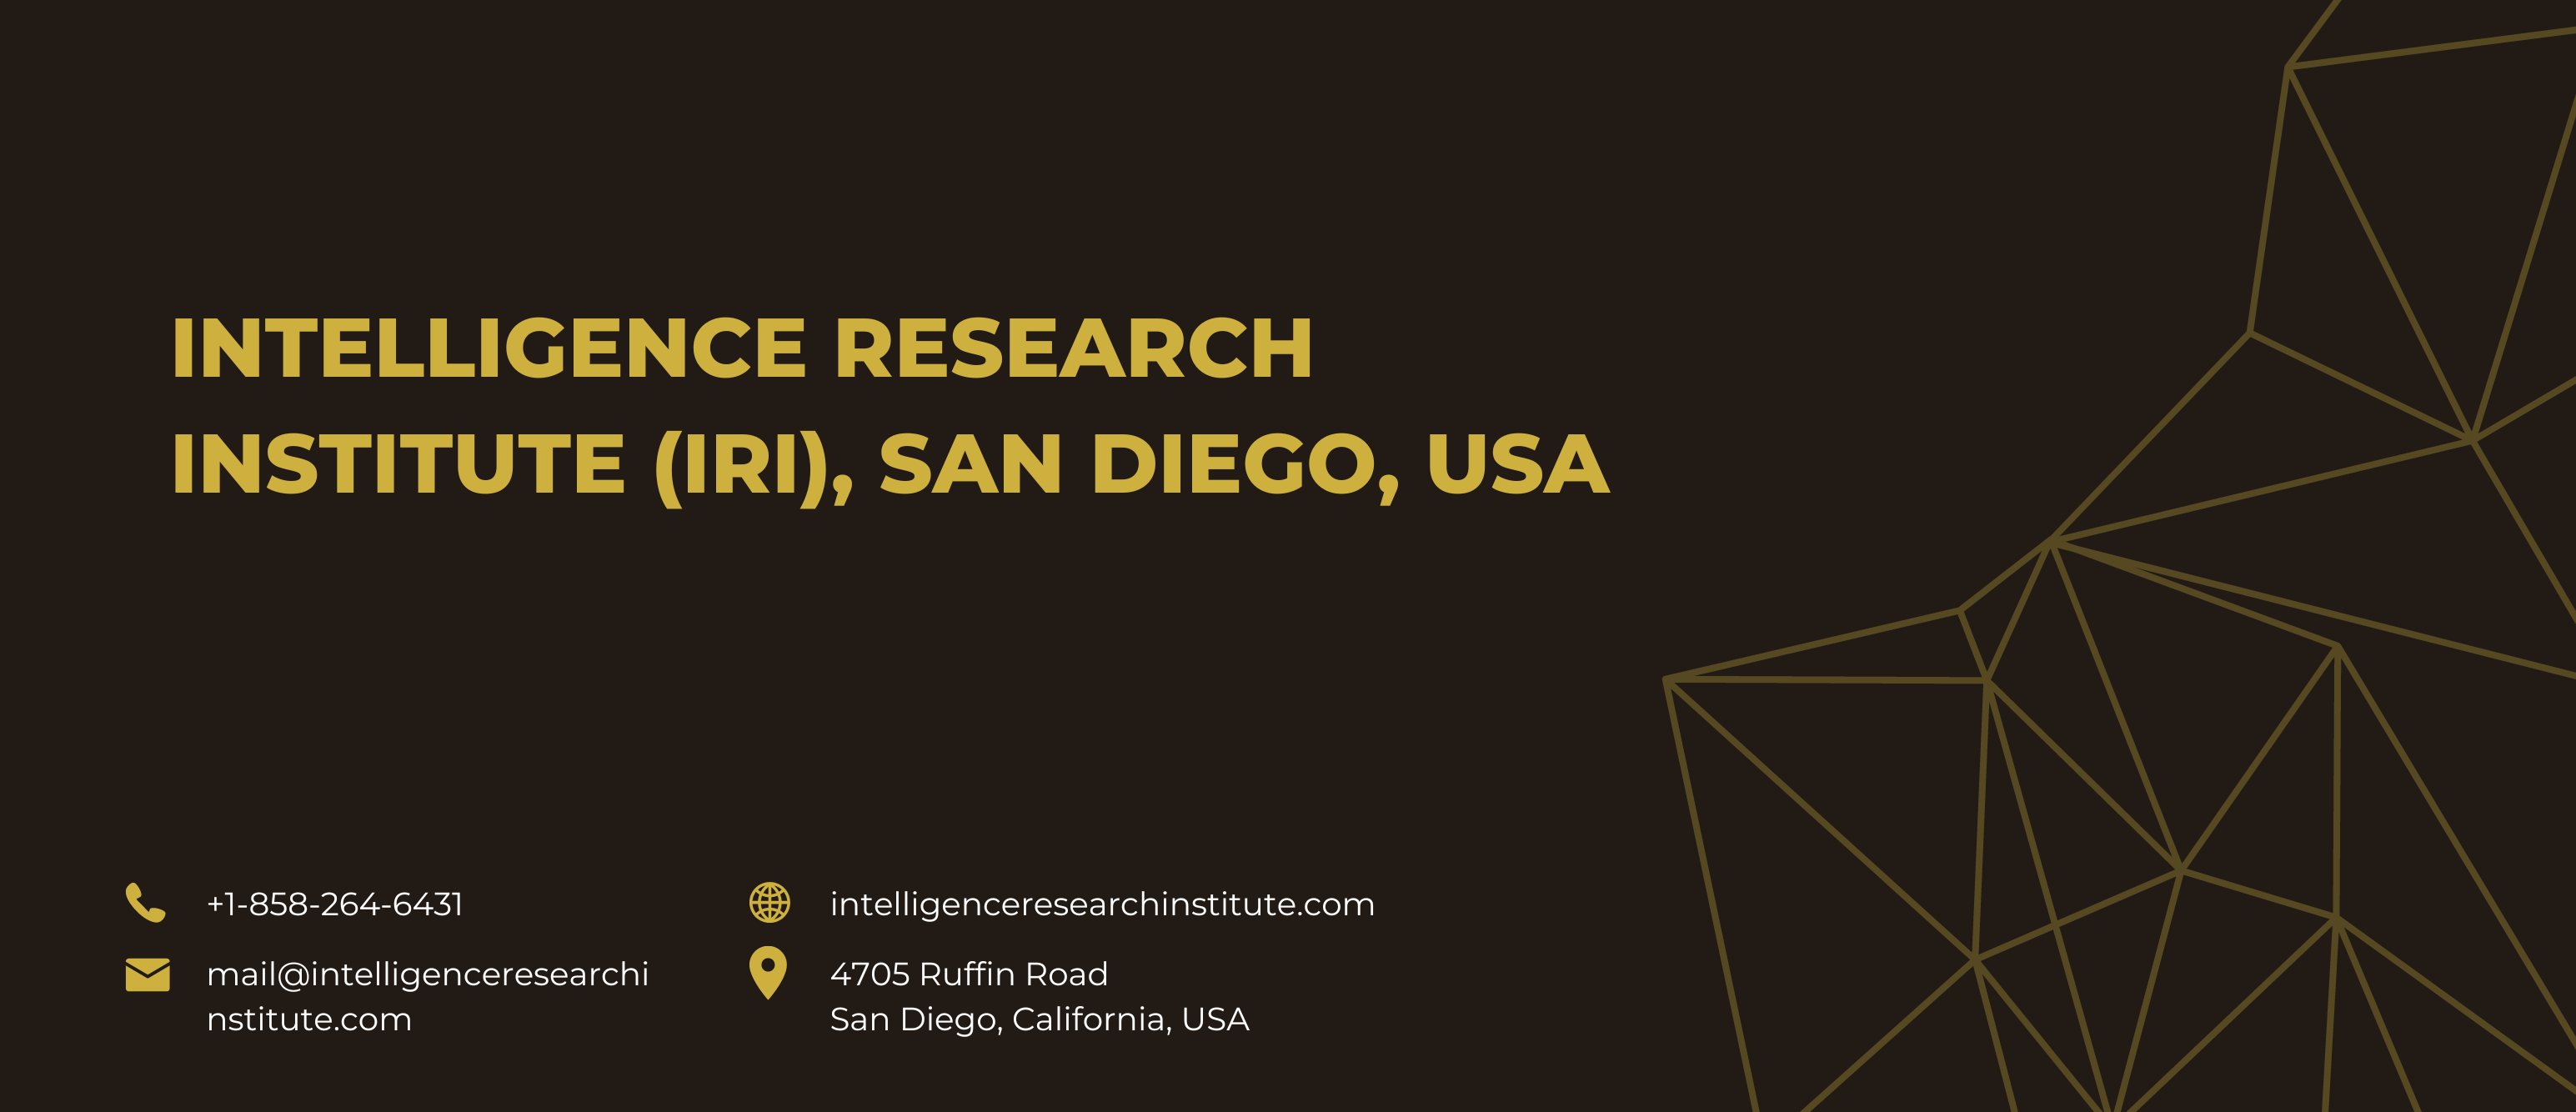 INTELLIGENCE RESEARCH
INSTITUTE (IRI), SAN DIEGO, USA
+1-858-264-6431
mail@intelligenceresearchi
nstitute.com
intelligenceresearchinstitute.com
4705 Ruffin Road
San Diego, California, USA